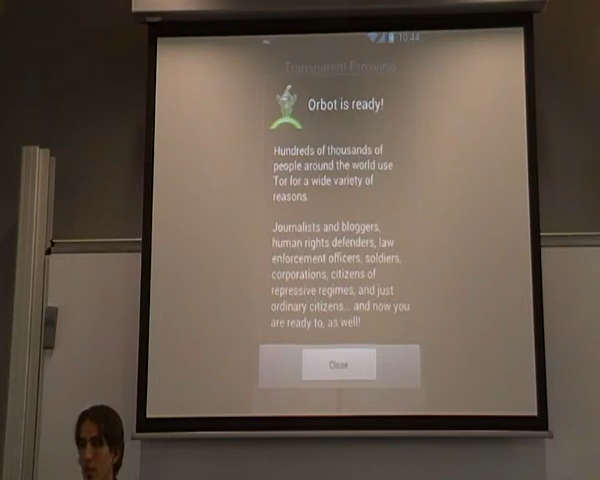 10:44
Transparent Proxying
Orbot is ready!
Hundreds of thousands of
people around the world use
Tor for a wide variety of
reasons.
Journalists and bloggers,
human rights defenders, law
enforcement officers, soldiers,
corporations, citizens of
repressive regimes, and just
ordinary citizens... and now you
are ready to, as well!
Close